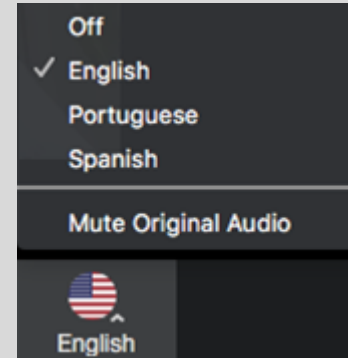 Off
English
Portuguese
Spanish
Mute Original Audio
English